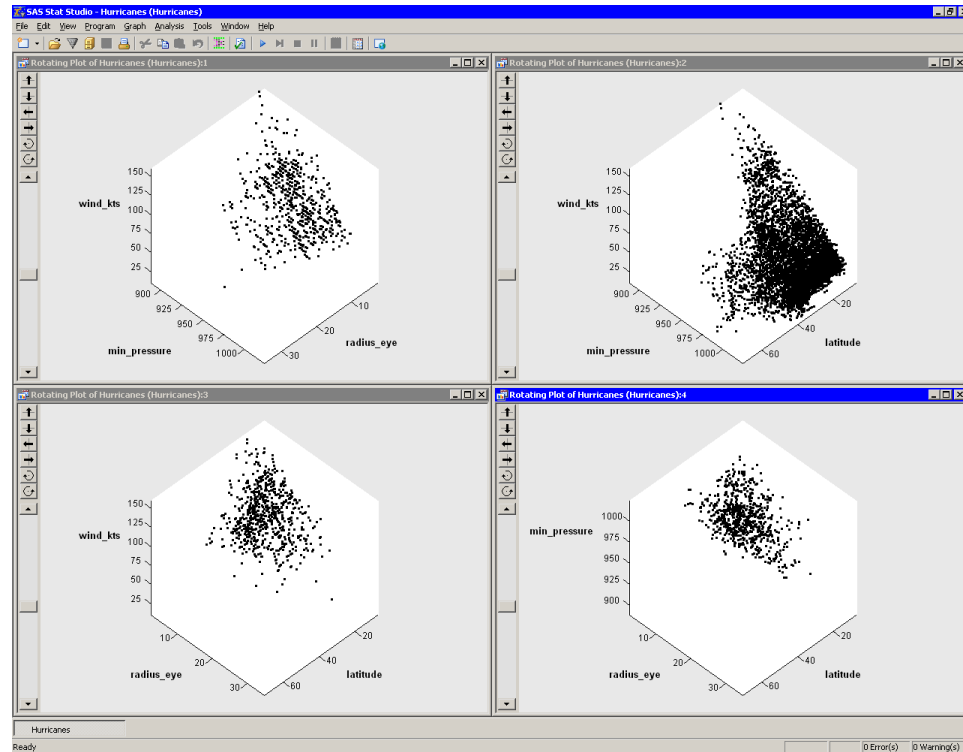 SAS Stat Studio - Hurricanes (Hurricanes)
File Edit View Program Graph Analysis Tools Window Help
Rotating Plot of Hurricanes (Hurricanes):1
wind_kts
150
125
100
75
50
25
900
925
950
975
1000
min_pressure
10
20
30
radius_eye
Rotating Plot of Hurricanes (Hurricanes):2
wind_kts
150
125
100
75
50
25
900
925
950
975
1000
min_pressure
20
40
60
latitude
Rotating Plot of Hurricanes (Hurricanes):3
wind_kts
150
125
100
75
50
25
10
20
30
radius_eye
20
40
60
latitude
Rotating Plot of Hurricanes (Hurricanes):4
min_pressure
1000
975
950
925
900
10
20
30
radius_eye
20
40
60
latitude
Hurricanes
Ready
0 Error(s)
0 Warning(s)